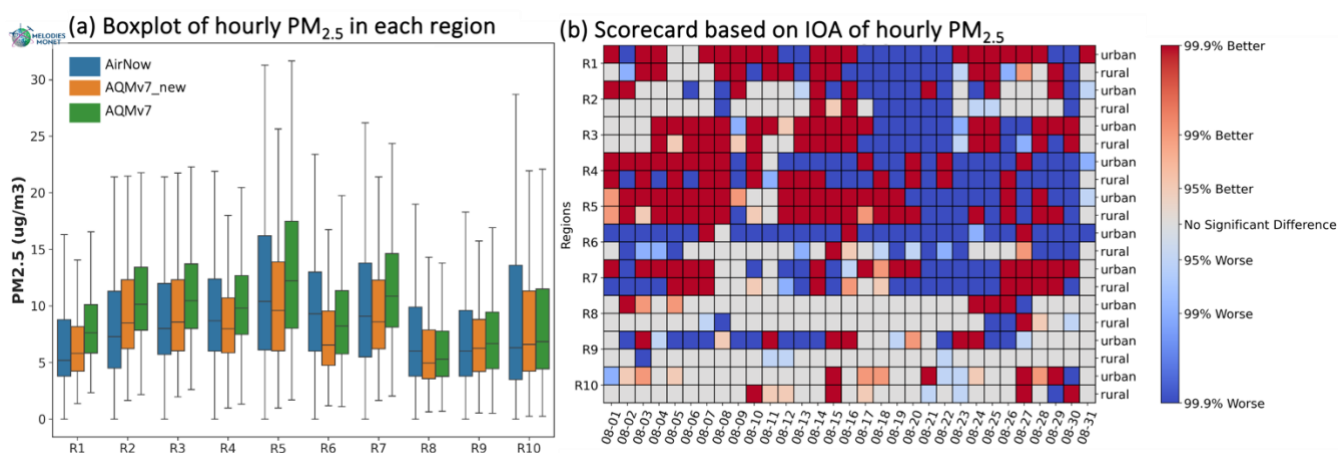 MELODIES
MONET
(a) Boxplot of hourly PM2.5 in each region
AirNow
AQMv7_new
AQMv7
PM2.5 (ug/m3)
30
25
20
15
10
5
0
R1 R2 R3 R4 R5 R6 R7 R8 R9 R10
(b) Scorecard based on IOA of hourly PM2.5
Regions
R1
R2
R3
R4
R5
R6
R7
R8
R9
R10
urban
rural
urban
rural
urban
rural
urban
rural
urban
rural
urban
rural
urban
rural
urban
rural
urban
rural
urban
rural
08-01 08-02 08-03 08-04 08-05 08-06 08-07 08-08 08-09 08-10 08-11 08-12 08-13 08-14 08-15 08-16 08-17 08-18 08-19 08-20 08-21 08-22 08-23 08-24 08-25 08-26 08-27 08-28 08-29 08-30 08-31
99.9% Better
99% Better
95% Better
No Significant Difference
95% Worse
99% Worse
99.9% Worse